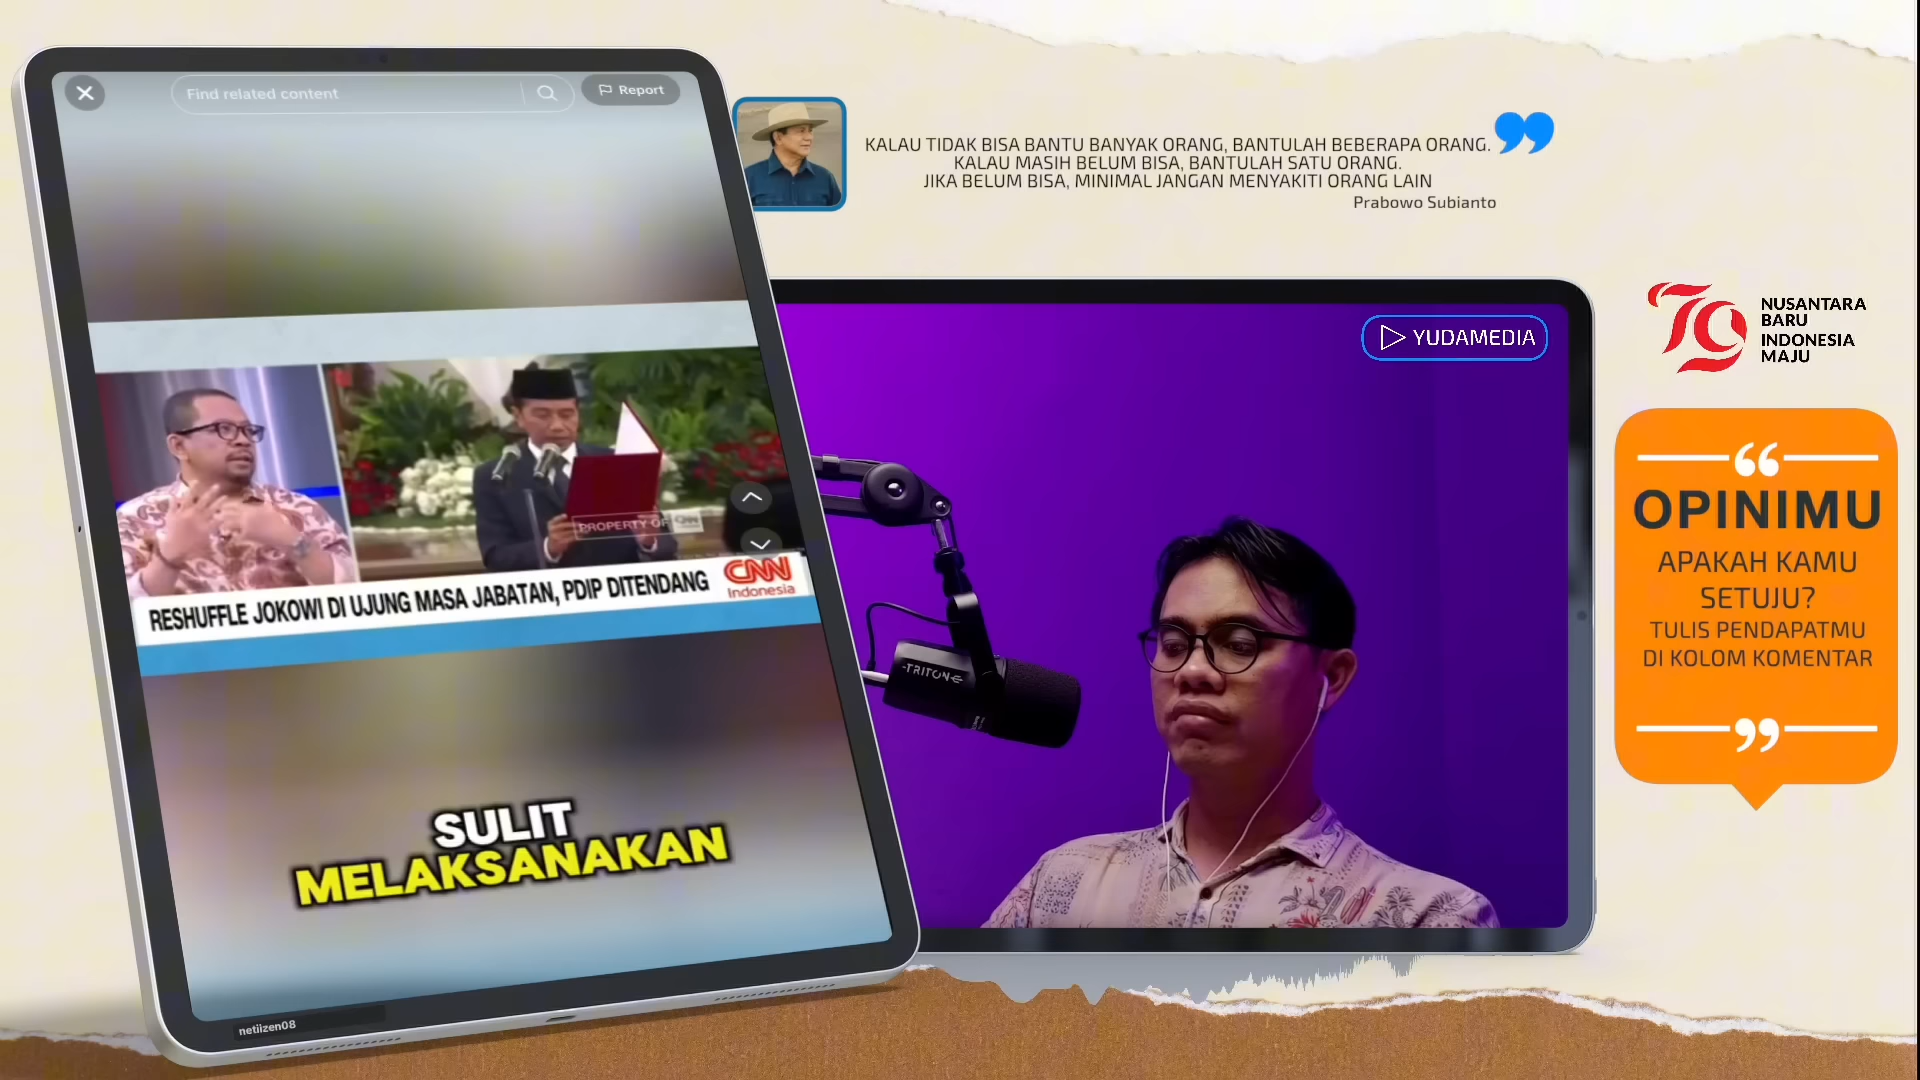 Find related content
Report
KALAU TIDAK BISA BANTU BANYAK ORANG, BANTULAH BEBERAPA ORANG.
KALAU MASIH BELUM BISA, BANTULAH SATU ORANG.
JIKA BELUM BISA, MINIMAL JANGAN MENYAKITI ORANG LAIN
Prabowo Subianto
YUDAMEDIA
79
NUSANTARA
BARU
INDONESIA
MAJU
OPINIMU
APAKAH KAMU
SETUJU?
TULIS PENDAPATMU
DI KOLOM KOMENTAR
PROPERTY OF CNN
RESHUFFLE JOKOWI DI UJUNG MASA JABATAN, PDIP DITENDANG
CNN
Indonesia
TRITONE
SULIT
MELAKSANAKAN
netiizen08